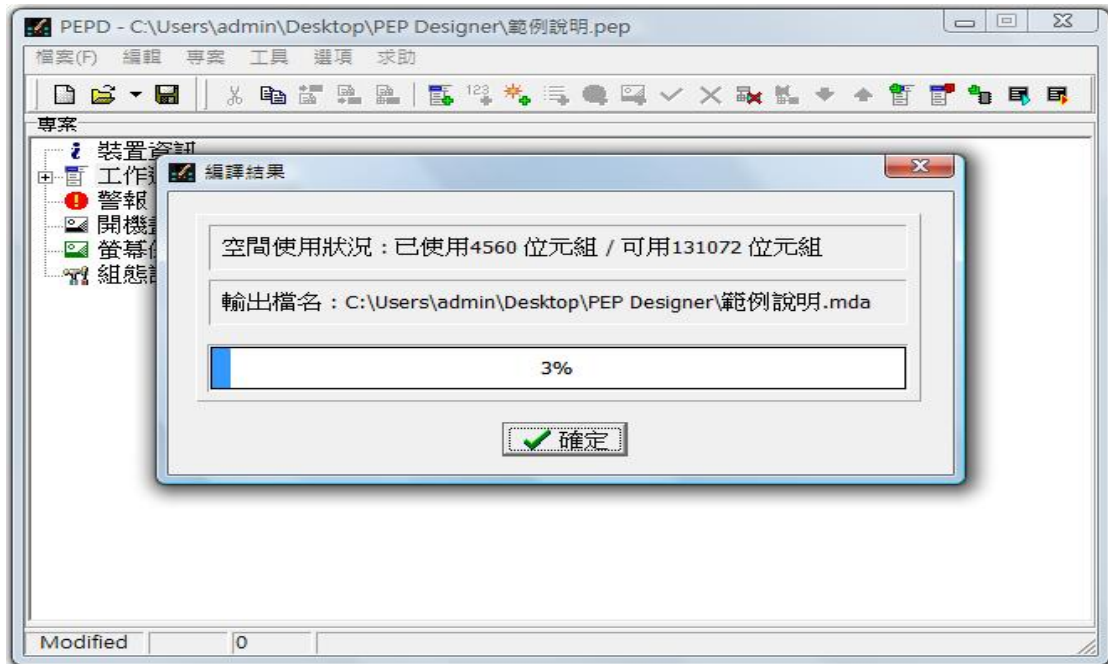 PEPD - C:\Users\admin\Desktop\PEP Designer\範例說明.pep
檔案(F) 編輯 專案 工具 選項 求助
123
專案
裝置資訊
工作
警報
開機
螢幕
組態
編譯結果
空間使用狀況：已使用4560 位元組 / 可用131072 位元組
輸出檔名：C:\Users\admin\Desktop\PEP Designer\範例說明.mda
3%
確定
Modified 0